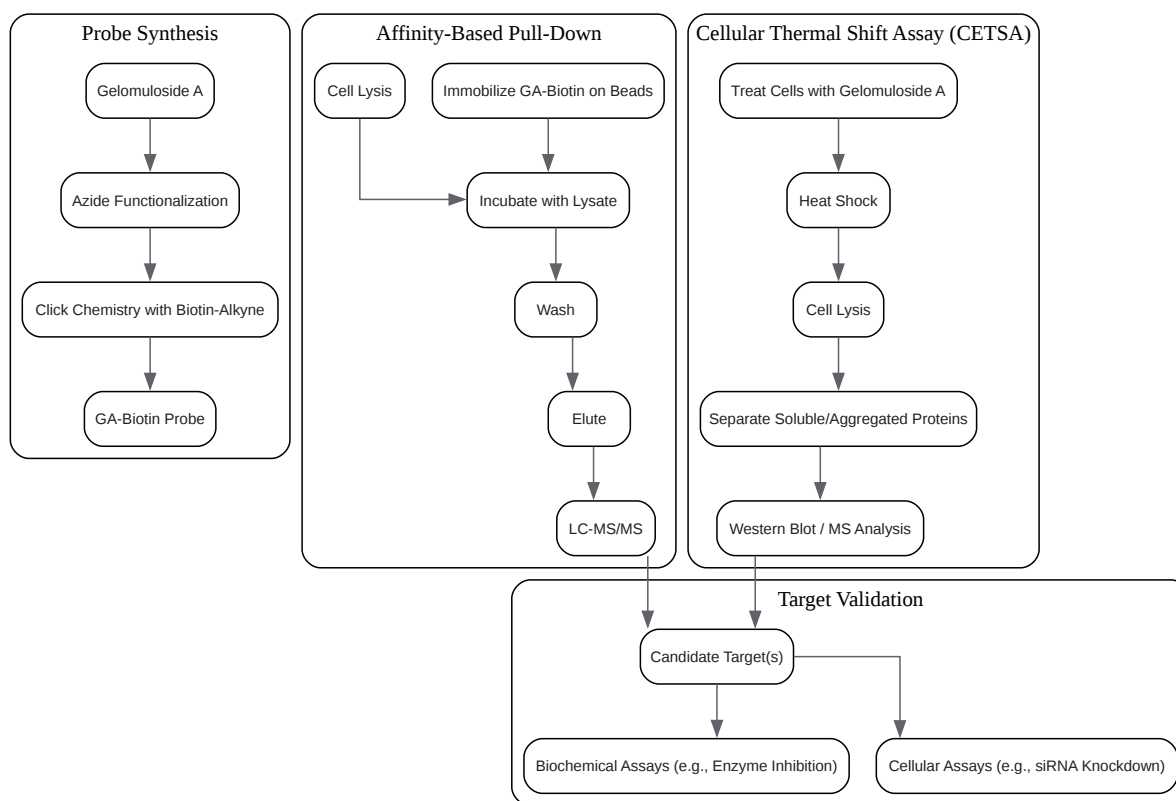 Probe Synthesis
Gelomuloside A
Azide Functionalization
Click Chemistry with Biotin-Alkyne
GA-Biotin Probe
Affinity-Based Pull-Down
Cell Lysis
Immobilize GA-Biotin on Beads
Incubate with Lysate
Wash
Elute
LC-MS/MS
Cellular Thermal Shift Assay (CETSA)
Treat Cells with Gelomuloside A
Heat Shock
Cell Lysis
Separate Soluble/Aggregated Proteins
Western Blot / MS Analysis
Target Validation
Candidate Target(s)
Biochemical Assays (e.g., Enzyme Inhibition)
Cellular Assays (e.g., siRNA Knockdown)